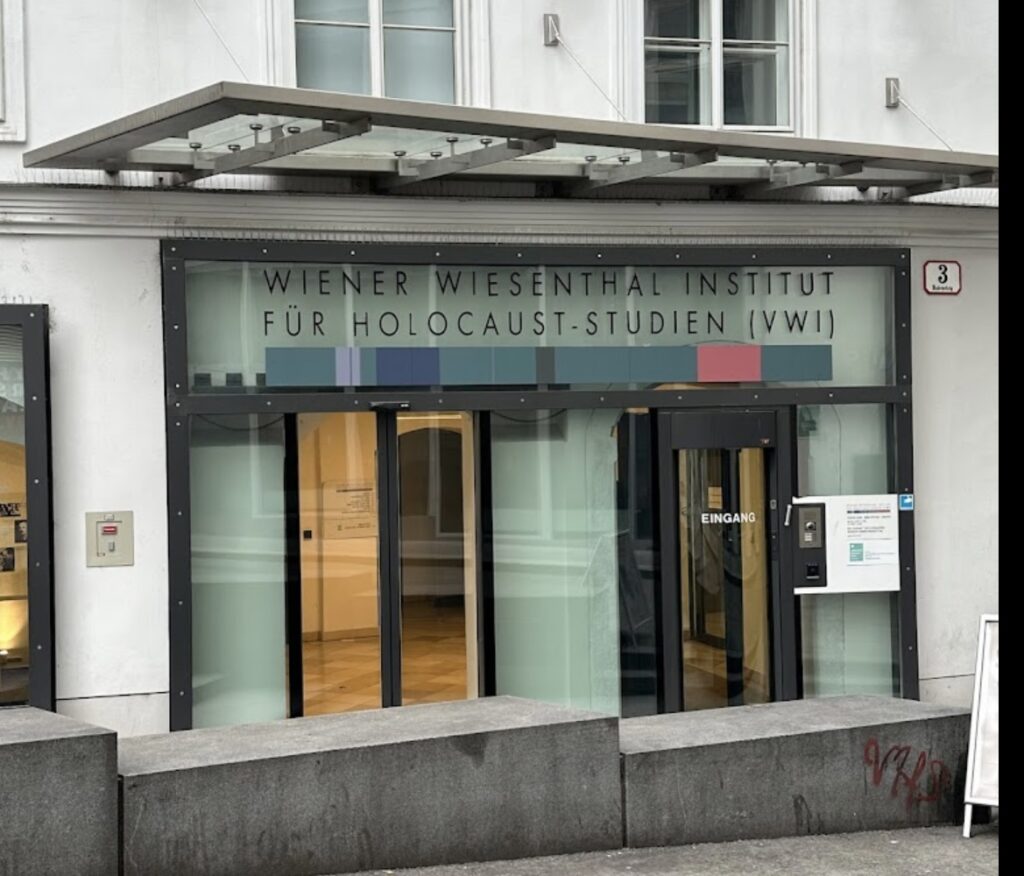 WIENER WIESENTHAL INSTITUT
FÜR HOLOCAUST-STUDIEN (VWI)
3
EINGANG